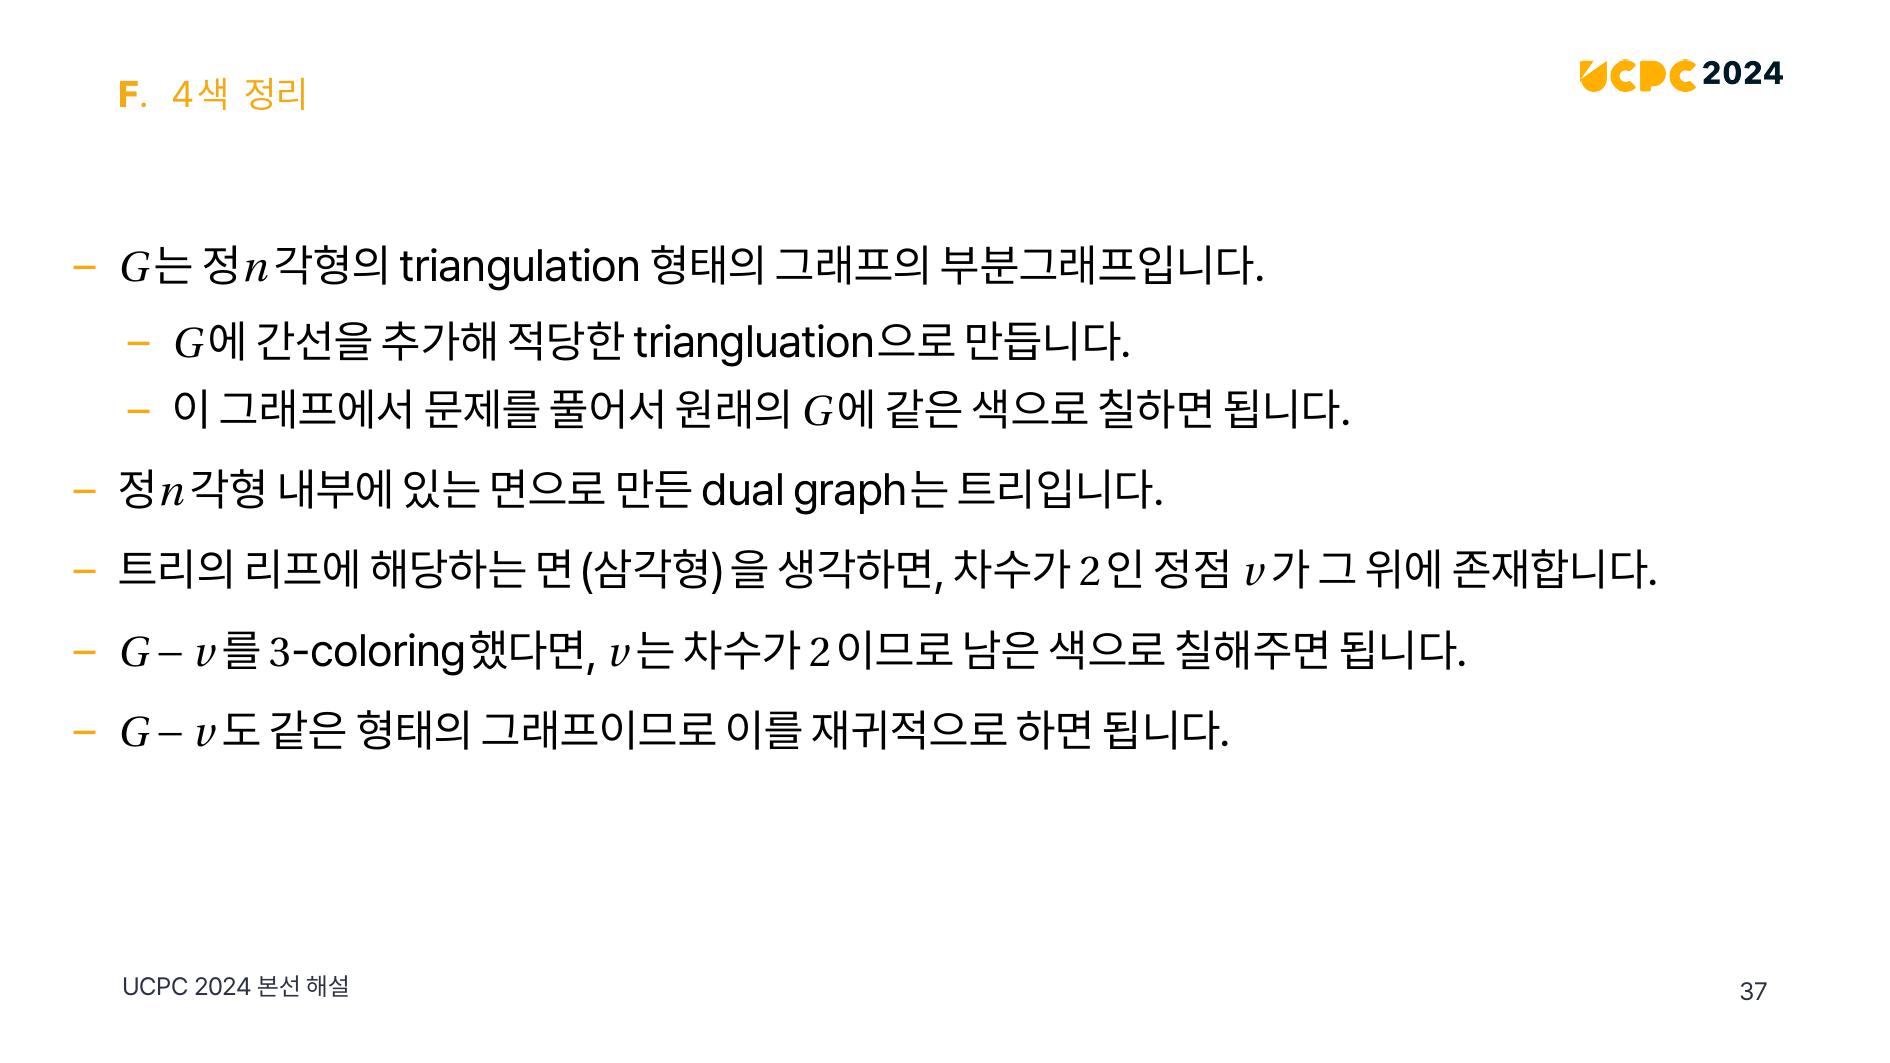 F. 4색 정리
UCPC 2024
– G는 정n각형의 triangulation 형태의 그래프의 부분그래프입니다.
– G에 간선을 추가해 적당한 triangluation으로 만듭니다.
– 이 그래프에서 문제를 풀어서 원래의 G에 같은 색으로 칠하면 됩니다.
– 정n각형 내부에 있는 면으로 만든 dual graph는 트리입니다.
– 트리의 리프에 해당하는 면(삼각형)을 생각하면, 차수가 2인 정점 v가 그 위에 존재합니다.
– G – v를 3-coloring했다면, v는 차수가 2이므로 남은 색으로 칠해주면 됩니다.
– G – v도 같은 형태의 그래프이므로 이를 재귀적으로 하면 됩니다.
UCPC 2024 본선 해설
37